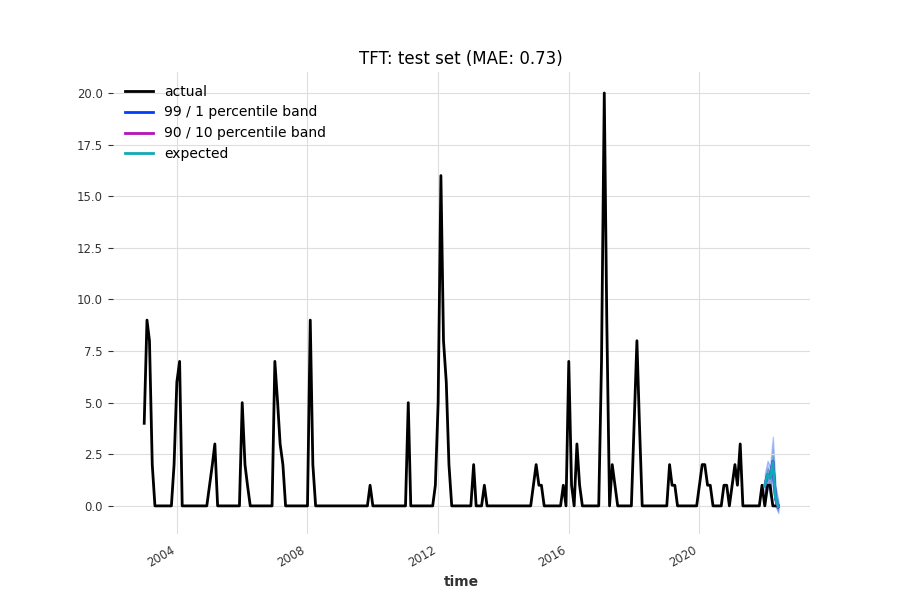 TFT: test set (MAE: 0.73)
actual
99 / 1 percentile band
90 / 10 percentile band
expected
20.0
17.5
15.0
12.5
10.0
7.5
5.0
2.5
0.0
2004
2008
2012
2016
2020
time